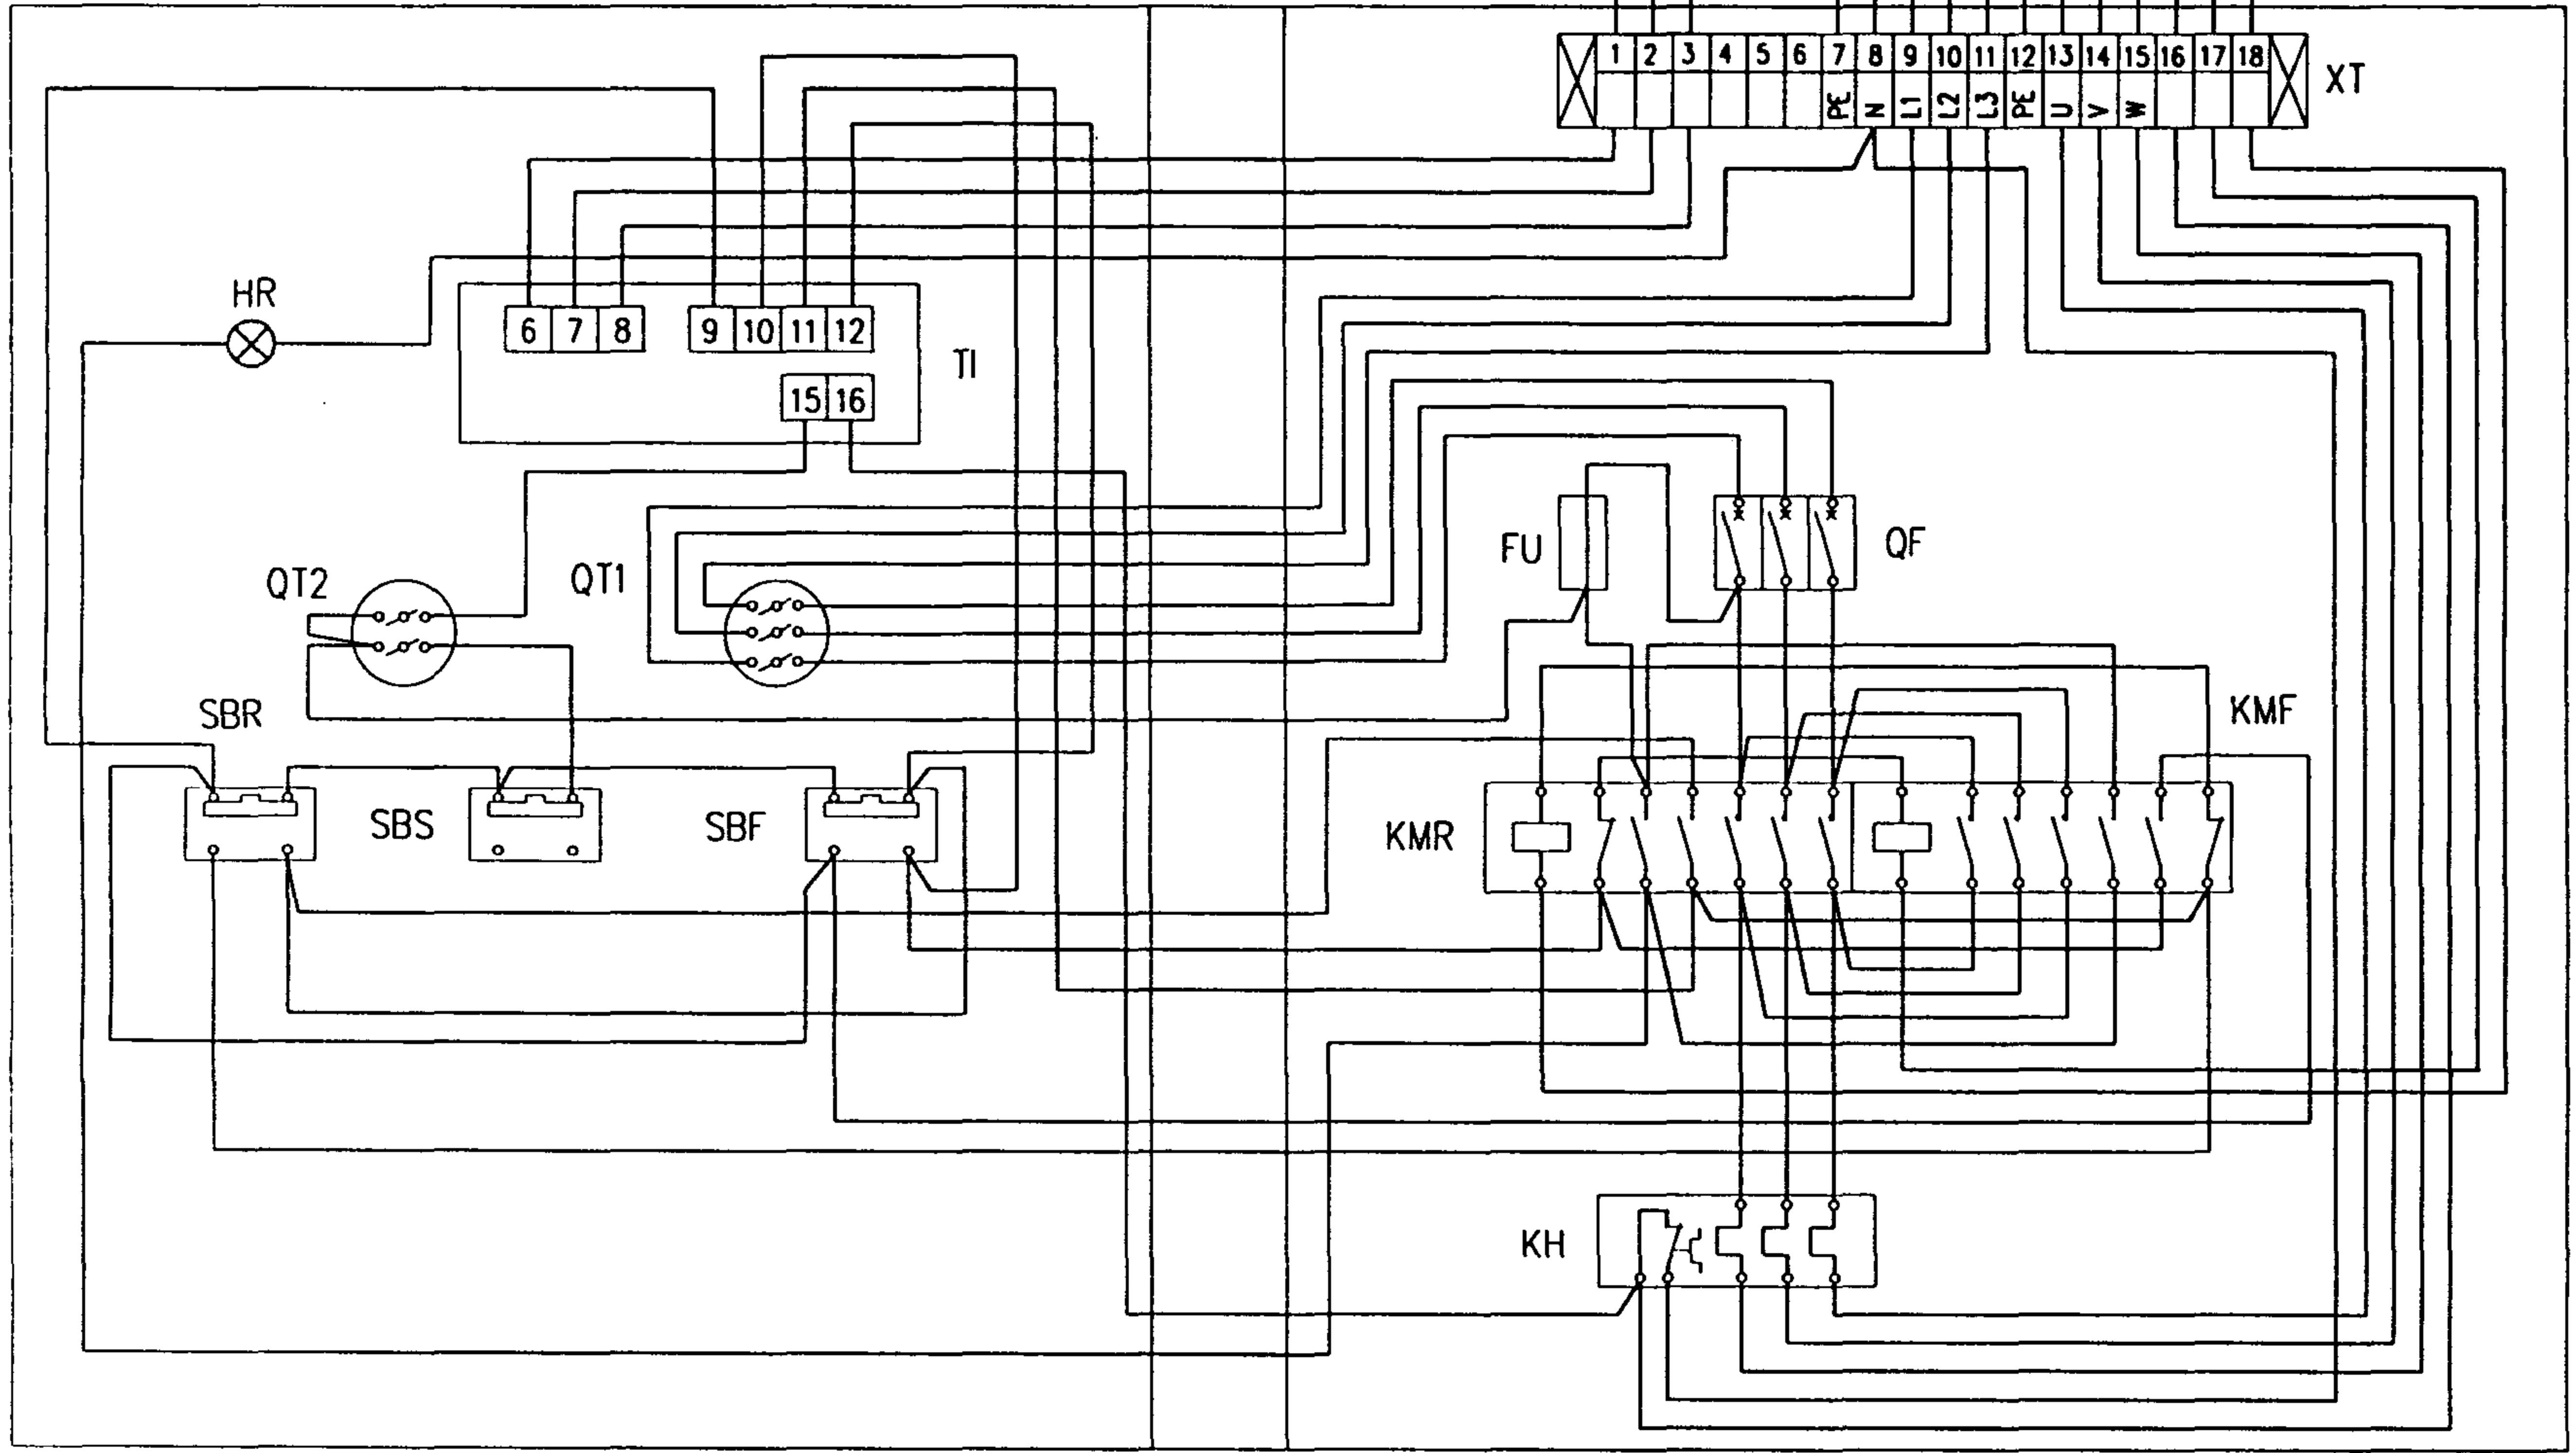 1 2 3 4 5 6 7 8 9 10 11 12 13 14 15 16 17 18
XT
PE N L1 L2 L3 PE U V W
HR
6 7 8 9 10 11 12
TI
15 16
FU
QF
QT2
QT1
SBR
KMF
SBS
SBF
KMR
KH